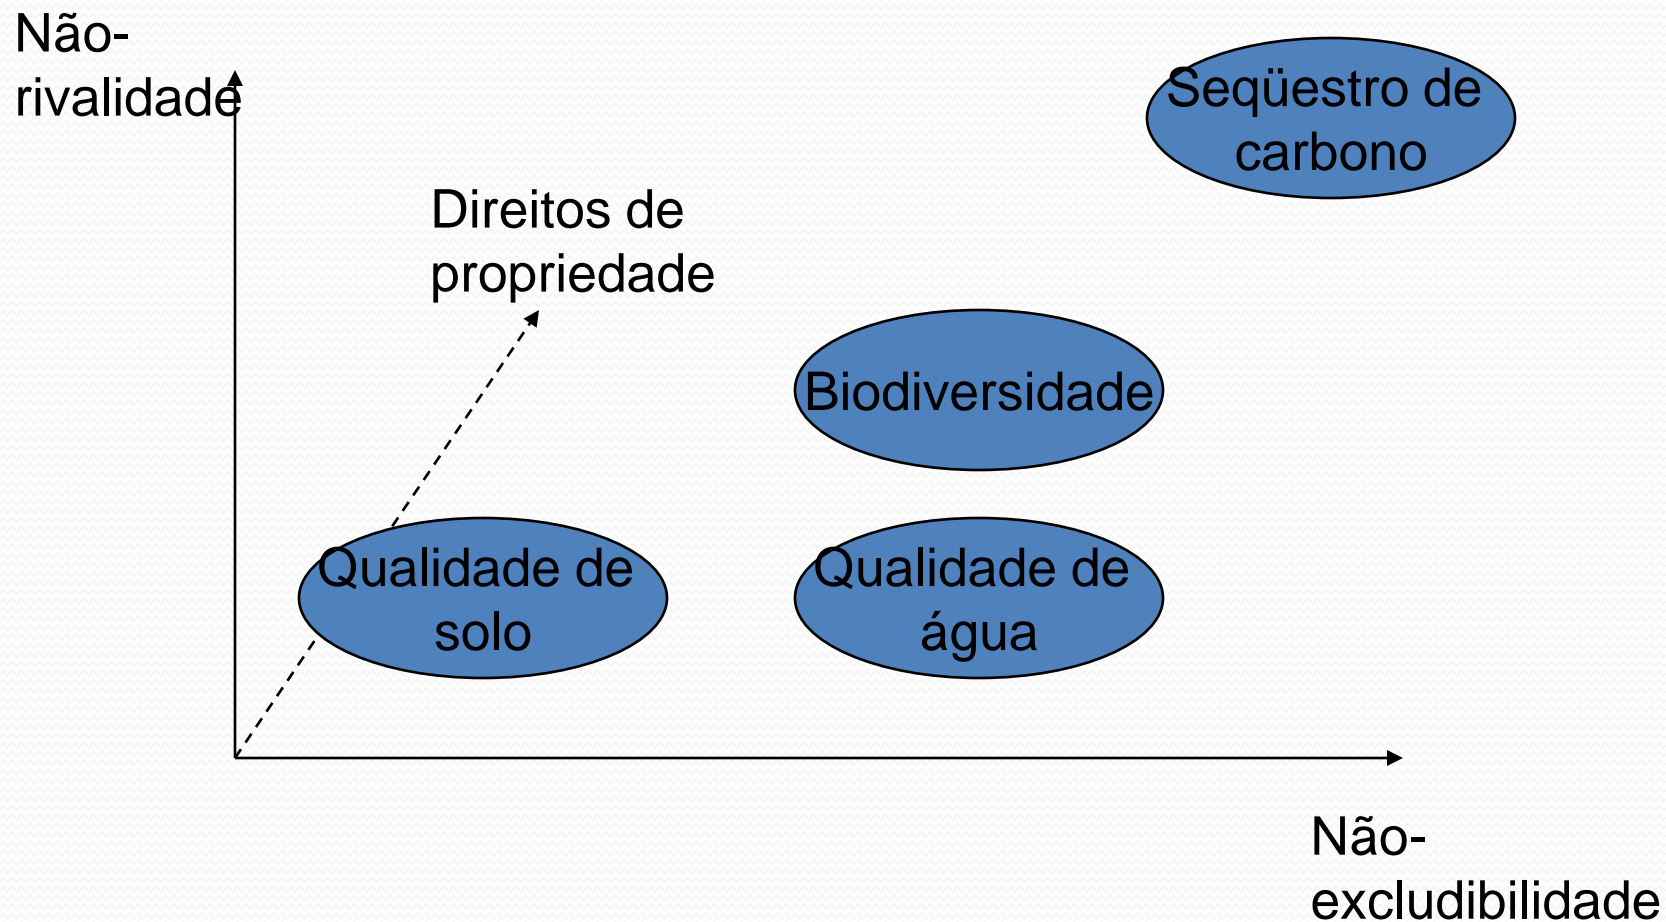 Não-
rivalidade
Seqüestro de
carbono
Direitos de
propriedade
Biodiversidade
Qualidade de
solo
Qualidade de
água
Não-
excludibilidade